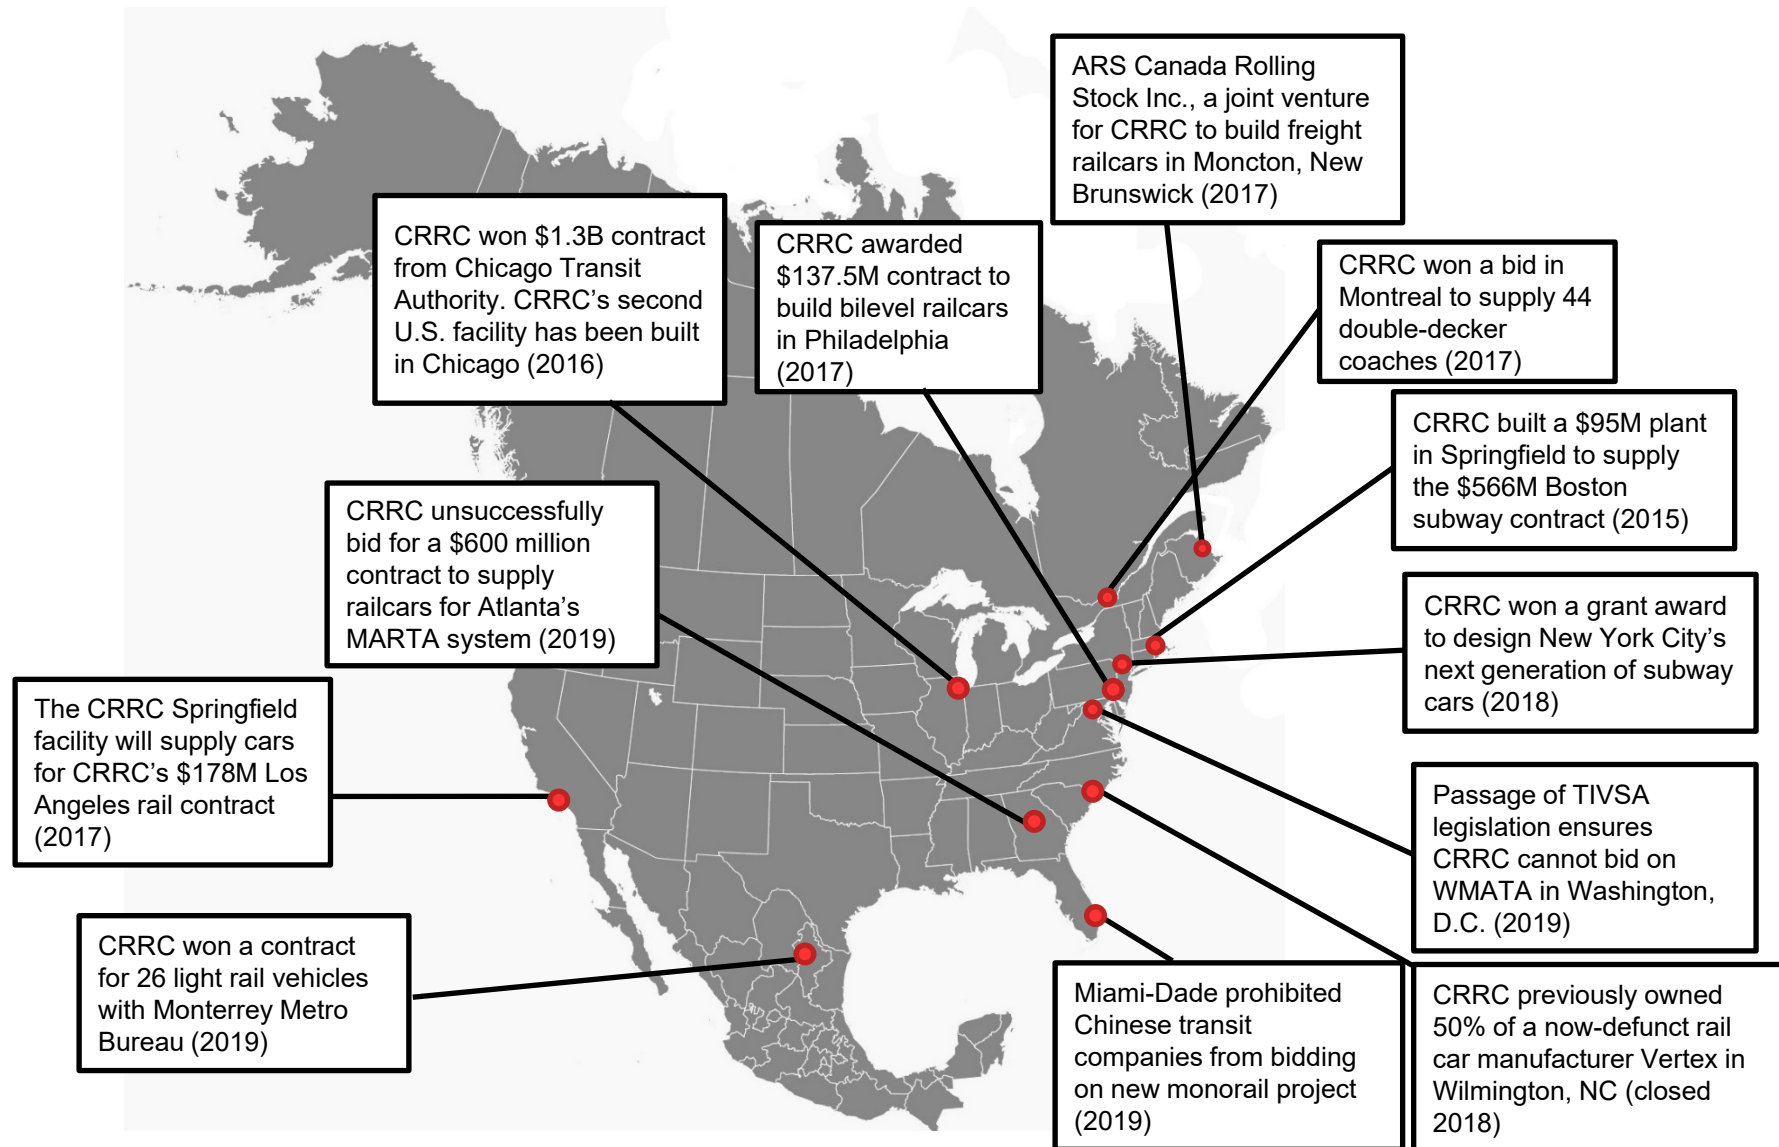 ARS Canada Rolling
Stock Inc., a joint venture
for CRRC to build freight
railcars in Moncton, New
Brunswick (2017)
CRRC won $1.3B contract
from Chicago Transit
Authority. CRRC’s second
U.S. facility has been built
in Chicago (2016)
CRRC awarded
$137.5M contract to
build bilevel railcars
in Philadelphia
(2017)
CRRC won a bid in
Montreal to supply 44
double-decker
coaches (2017)
CRRC built a $95M plant
in Springfield to supply
the $566M Boston
subway contract (2015)
CRRC unsuccessfully
bid for a $600 million
contract to supply
railcars for Atlanta’s
MARTA system (2019)
CRRC won a grant award
to design New York City’s
next generation of subway
cars (2018)
The CRRC Springfield
facility will supply cars
for CRRC’s $178M Los
Angeles rail contract
(2017)
Passage of TIVSA
legislation ensures
CRRC cannot bid on
WMATA in Washington,
D.C. (2019)
CRRC won a contract
for 26 light rail vehicles
with Monterrey Metro
Bureau (2019)
Miami-Dade prohibited
Chinese transit
companies from bidding
on new monorail project
(2019)
CRRC previously owned
50% of a now-defunct rail
car manufacturer Vertex in
Wilmington, NC (closed
2018)